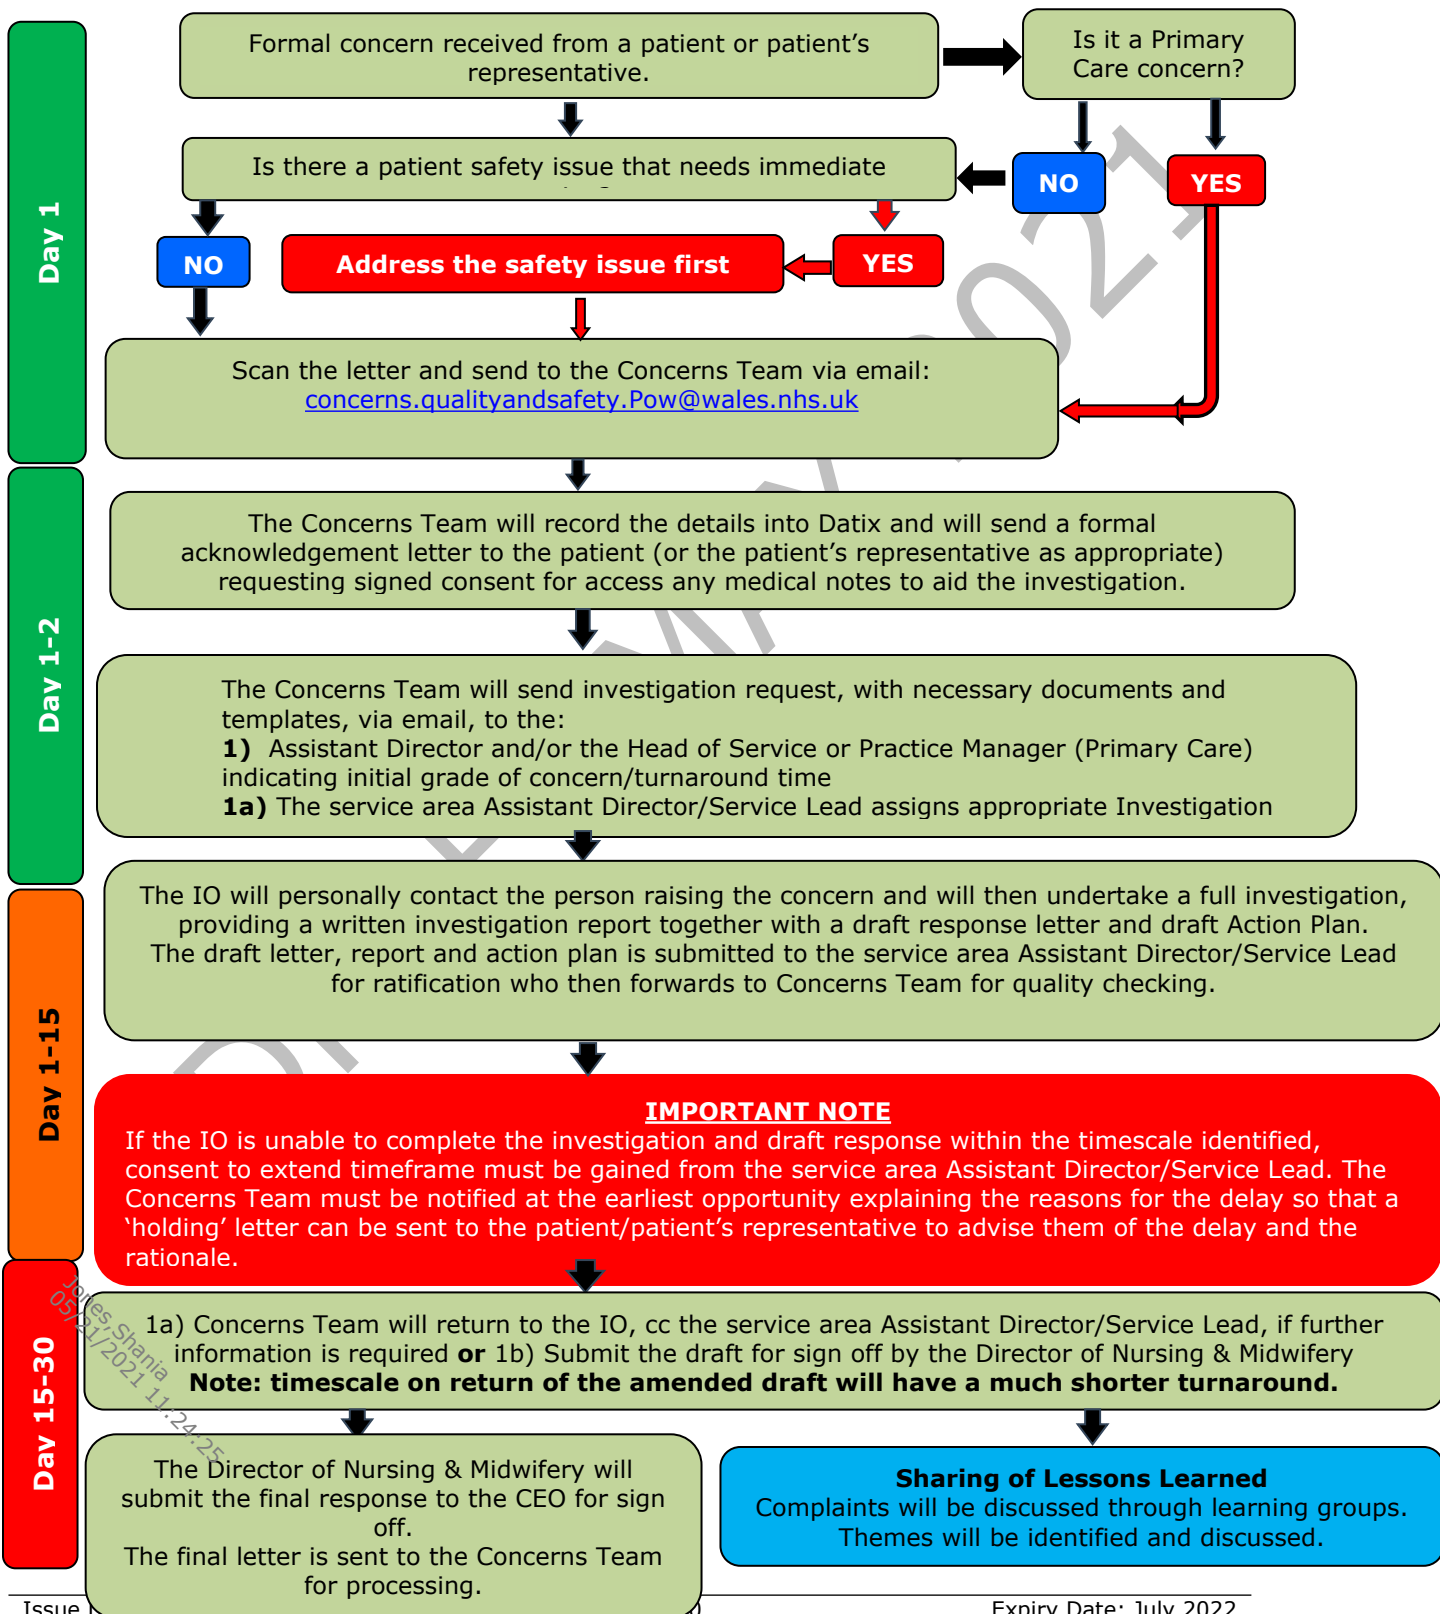 Formal concern received from a patient or patient’s
representative.
Is it a Primary
Care concern?
Is there a patient safety issue that needs immediate
NO
YES
NO
Address the safety issue first
YES
Day 1
Scan the letter and send to the Concerns Team via email:
concerns.qualityandsafety.Pow@wales.nhs.uk
Day 1-2
The Concerns Team will record the details into Datix and will send a formal
acknowledgement letter to the patient (or the patient’s representative as appropriate)
requesting signed consent for access any medical notes to aid the investigation.
The Concerns Team will send investigation request, with necessary documents and
templates, via email, to the:
1) Assistant Director and/or the Head of Service or Practice Manager (Primary Care)
indicating initial grade of concern/turnaround time
1a) The service area Assistant Director/Service Lead assigns appropriate Investigation
Day 1-15
The IO will personally contact the person raising the concern and will then undertake a full investigation,
providing a written investigation report together with a draft response letter and draft Action Plan.
The draft letter, report and action plan is submitted to the service area Assistant Director/Service Lead
for ratification who then forwards to Concerns Team for quality checking.
IMPORTANT NOTE
If the IO is unable to complete the investigation and draft response within the timescale identified,
consent to extend timeframe must be gained from the service area Assistant Director/Service Lead. The
Concerns Team must be notified at the earliest opportunity explaining the reasons for the delay so that a
‘holding’ letter can be sent to the patient/patient’s representative to advise them of the delay and the
rationale.
Day 15-30
Jones,Shania
05/21/2021 11:24:25
1a) Concerns Team will return to the IO, cc the service area Assistant Director/Service Lead, if further
information is required or 1b) Submit the draft for sign off by the Director of Nursing & Midwifery
Note: timescale on return of the amended draft will have a much shorter turnaround.
The Director of Nursing & Midwifery will
submit the final response to the CEO for sign
off.
The final letter is sent to the Concerns Team
for processing.
Sharing of Lessons Learned
Complaints will be discussed through learning groups.
Themes will be identified and discussed.
Issue
Expiry Date: July 2022